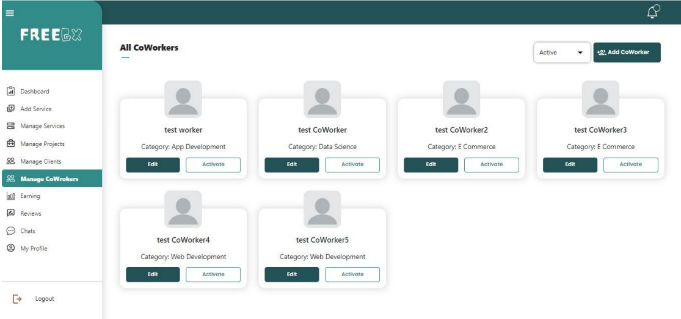 FREEGX
All CoWorkers
Active
Add CoWorker
Dashboard
Add Service
Manage Services
Manage Projects
Manage Clients
Manage CoWrokers
Earning
Reviews
Chats
My Profile
Logout
test worker
Category: App Development
Edit Activate
test CoWorker
Category: Data Science
Edit Activate
test CoWorker2
Category: E Commerce
Edit Activate
test CoWorker3
Category: E Commerce
Edit Activate
test CoWorker4
Category: Web Development
Edit Activate
test CoWorker5
Category: Web Development
Edit Activate